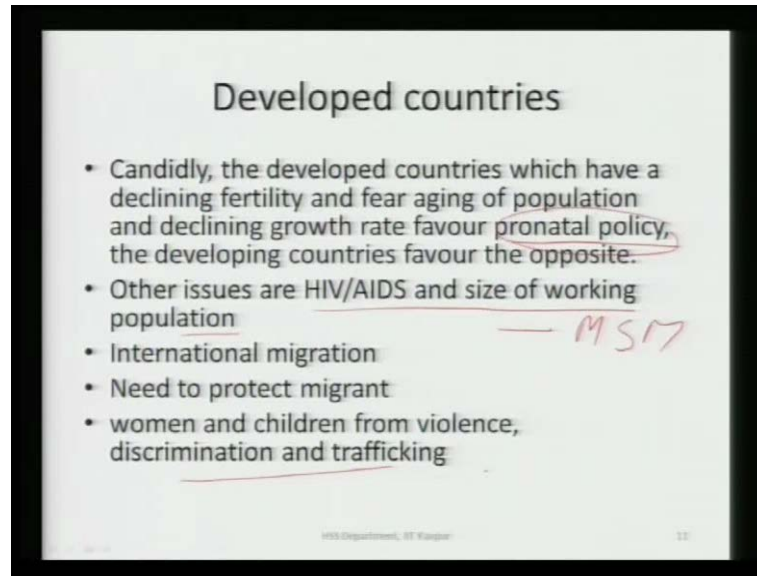 Developed countries
• Candidly, the developed countries which have a
declining fertility and fear aging of population
and declining growth rate favour pronatal policy,
the developing countries favour the opposite.
• Other issues are HIV/AIDS and size of working
population
— MSM
• International migration
• Need to protect migrant
• women and children from violence,
discrimination and trafficking
HSS Department, IIT Kanpur